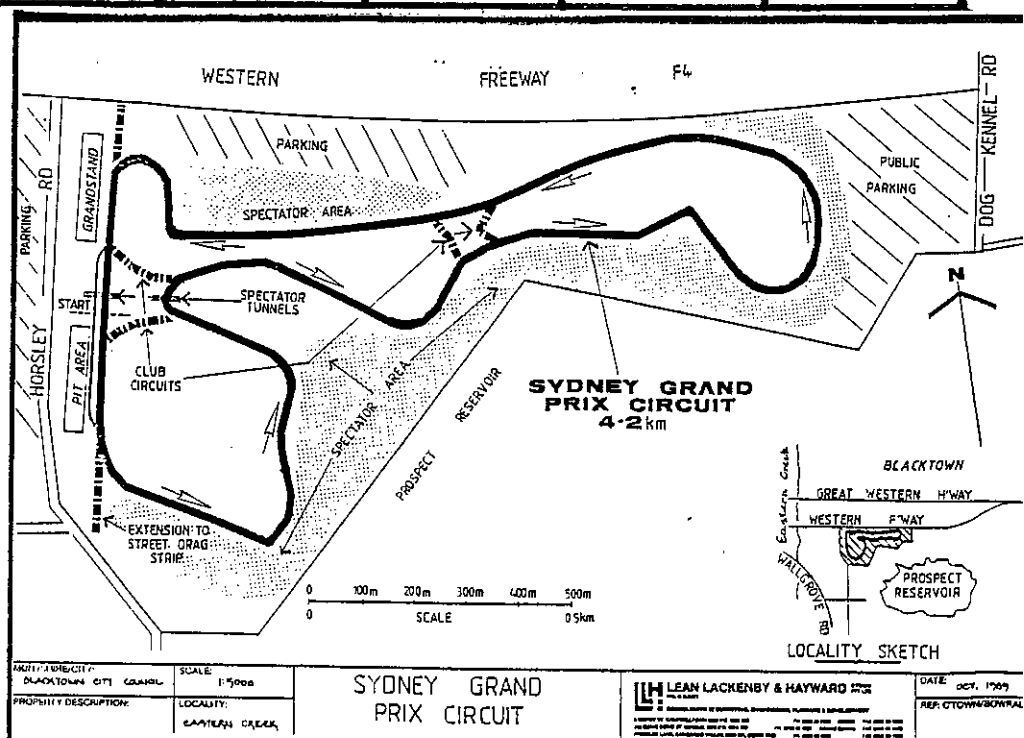 WESTERN FREEWAY F4
DOG KENNEL RD
PARKING
PUBLIC
PARKING
RD
GRANDSTAND
PARKING
SPECTATOR AREA
N
START
SPECTATOR
TUNNELS
PIT AREA
CLUB
CIRCUITS
HORSLEY
SPECTATOR AREA
PROSPECT RESERVOIR
SYDNEY GRAND
PRIX CIRCUIT
4·2km
EXTENSION TO
STREET DRAG
STRIP
0 100m 200m 300m 400m 500m
0 SCALE 0·5km
Eastern Creek
BLACKTOWN
GREAT WESTERN H'WAY
WESTERN F'WAY
WALLGROVE RD
PROSPECT
RESERVOIR
LOCALITY SKETCH
BLACKTOWN CITY COUNCIL
SCALE:
1:5000
PROPERTY DESCRIPTION:
LOCALITY:
EASTERN CREEK
SYDNEY GRAND
PRIX CIRCUIT
LEAN LACKENBY & HAYWARD
DATE: OCT, 1989
REF: CTOWN/BOWRAL